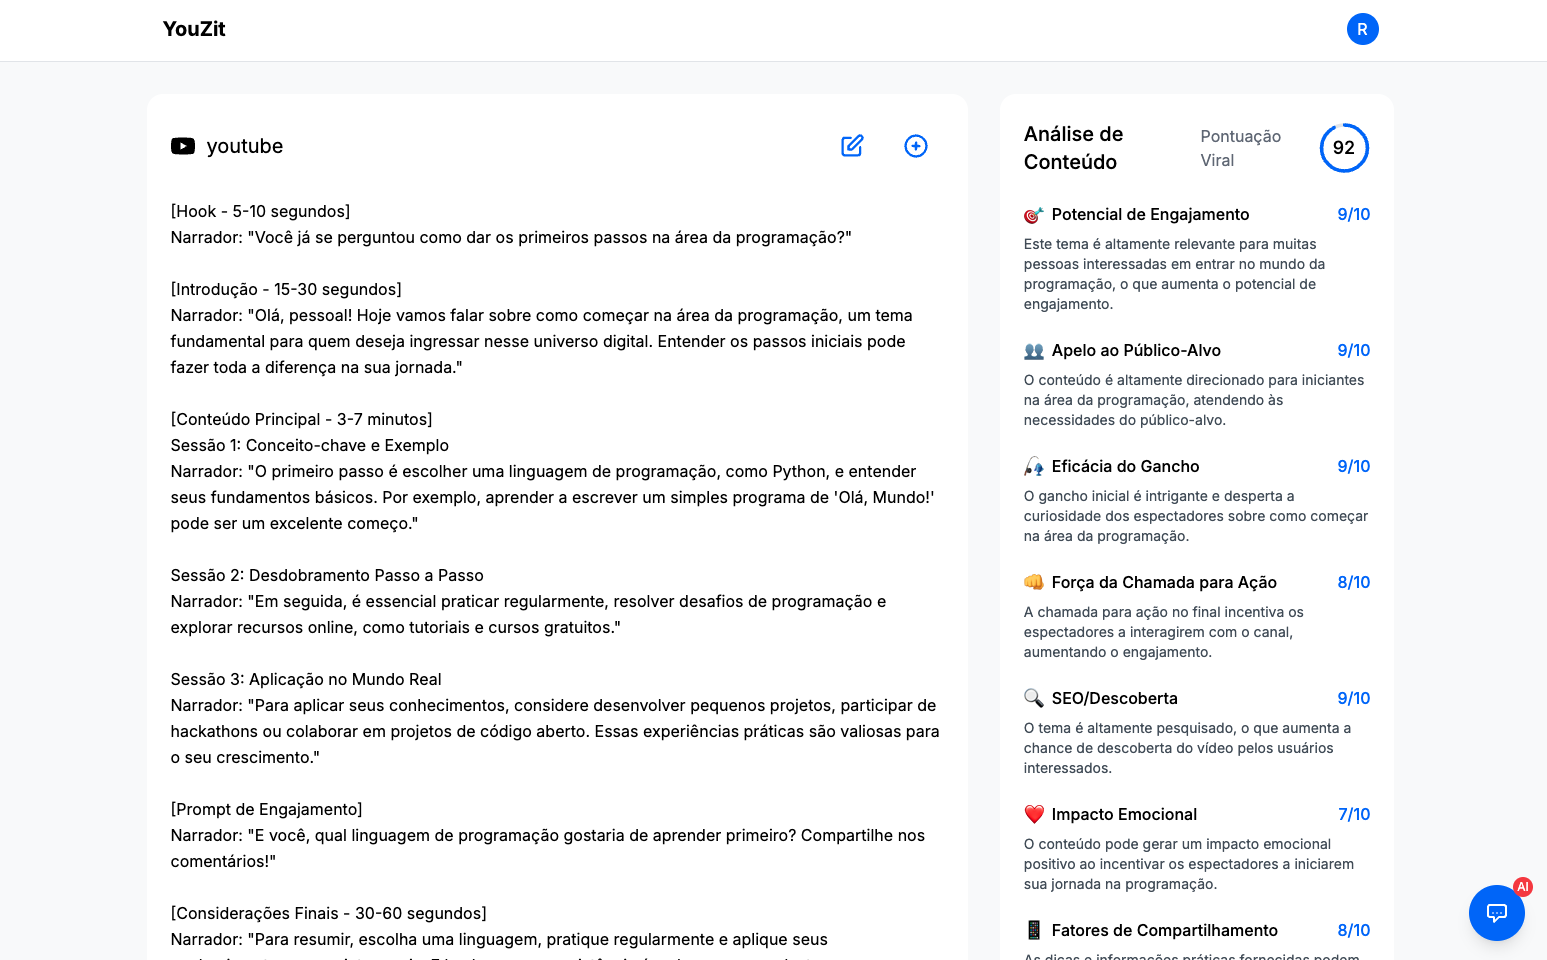 YouZit
R
youtube
[Hook - 5-10 segundos]
Narrador: "Você já se perguntou como dar os primeiros passos na área da programação?"
[Introdução - 15-30 segundos]
Narrador: "Olá, pessoal! Hoje vamos falar sobre como começar na área da programação, um tema
fundamental para quem deseja ingressar nesse universo digital. Entender os passos iniciais pode
fazer toda a diferença na sua jornada."
[Conteúdo Principal - 3-7 minutos]
Sessão 1: Conceito-chave e Exemplo
Narrador: "O primeiro passo é escolher uma linguagem de programação, como Python, e entender
seus fundamentos básicos. Por exemplo, aprender a escrever um simples programa de 'Olá, Mundo!'
pode ser um excelente começo."
Sessão 2: Desdobramento Passo a Passo
Narrador: "Em seguida, é essencial praticar regularmente, resolver desafios de programação e
explorar recursos online, como tutoriais e cursos gratuitos."
Sessão 3: Aplicação no Mundo Real
Narrador: "Para aplicar seus conhecimentos, considere desenvolver pequenos projetos, participar de
hackathons ou colaborar em projetos de código aberto. Essas experiências práticas são valiosas para
o seu crescimento."
[Prompt de Engajamento]
Narrador: "E você, qual linguagem de programação gostaria de aprender primeiro? Compartilhe nos
comentários!"
[Considerações Finais - 30-60 segundos]
Narrador: "Para resumir, escolha uma linguagem, pratique regularmente e aplique seus
Análise de
Conteúdo
Pontuação
Viral
92
Potencial de Engajamento 9/10
Este tema é altamente relevante para muitas
pessoas interessadas em entrar no mundo da
programação, o que aumenta o potencial de
engajamento.
Apelo ao Público-Alvo 9/10
O conteúdo é altamente direcionado para iniciantes
na área da programação, atendendo às
necessidades do público-alvo.
Eficácia do Gancho 9/10
O gancho inicial é intrigante e desperta a
curiosidade dos espectadores sobre como começar
na área da programação.
Força da Chamada para Ação 8/10
A chamada para ação no final incentiva os
espectadores a interagirem com o canal,
aumentando o engajamento.
SEO/Descoberta 9/10
O tema é altamente pesquisado, o que aumenta a
chance de descoberta do vídeo pelos usuários
interessados.
Impacto Emocional 7/10
O conteúdo pode gerar um impacto emocional
positivo ao incentivar os espectadores a iniciarem
sua jornada na programação.
Fatores de Compartilhamento 8/10
As dicas e informações práticas fornecidas podem
AI